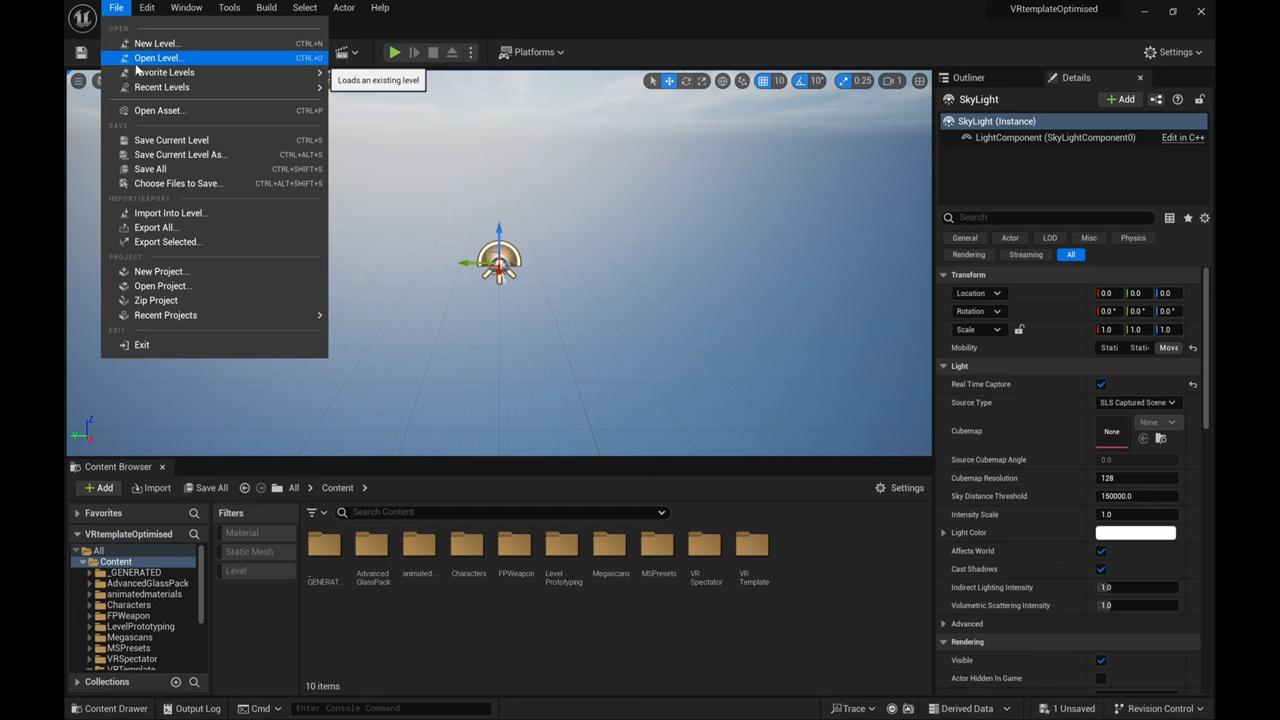 File Edit Window Tools Build Select Actor Help
VRtemplateOptimised
OPEN
New Level... CTRL+N
Open Level... CTRL+O
Favorite Levels
Recent Levels
Open Asset... CTRL+P
SAVE
Save Current Level CTRL+S
Save Current Level As... CTRL+ALT+S
Save All CTRL+SHIFT+S
Choose Files to Save... CTRL+ALT+SHIFT+S
IMPORT/EXPORT
Import Into Level...
Export All...
Export Selected...
PROJECT
New Project...
Open Project...
Zip Project
Recent Projects
EXIT
Exit
Loads an existing level
Platforms
Settings
10 10° 0.25 1
Z
Y X
Outliner Details
SkyLight
Add
SkyLight (Instance)
LightComponent (SkyLightComponent0) Edit in C++
Search
General Actor LOD Misc Physics
Rendering Streaming All
Transform
Location 0.0 0.0 0.0
Rotation 0.0° 0.0° 0.0°
Scale 1.0 1.0 1.0
Mobility Stati Static Mova
Light
Real Time Capture
Source Type SLS Captured Scene
Cubemap None None
Source Cubemap Angle 0.0
Cubemap Resolution 128
Sky Distance Threshold 150000.0
Intensity Scale 1.0
Light Color
Affects World
Cast Shadows
Indirect Lighting Intensity 1.0
Volumetric Scattering Intensity 1.0
Advanced
Rendering
Visible
Actor Hidden In Game
Content Browser
Add Import Save All All Content Settings
Favorites
VRtemplateOptimised
All
Content
_GENERATED
AdvancedGlassPack
animatedmaterials
Characters
FPWeapon
LevelPrototyping
Megascans
MSPresets
VRSpectator
VRTemplate
Collections
Filters
Material
Static Mesh
Level
Search Content
_GENERAT...
Advanced GlassPack
animated...
Characters
FPWeapon
Level Prototyping
Megascans
MSPresets
VR Spectator
VR Template
10 items
Content Drawer Output Log Cmd Enter Console Command Trace Derived Data 1 Unsaved Revision Control